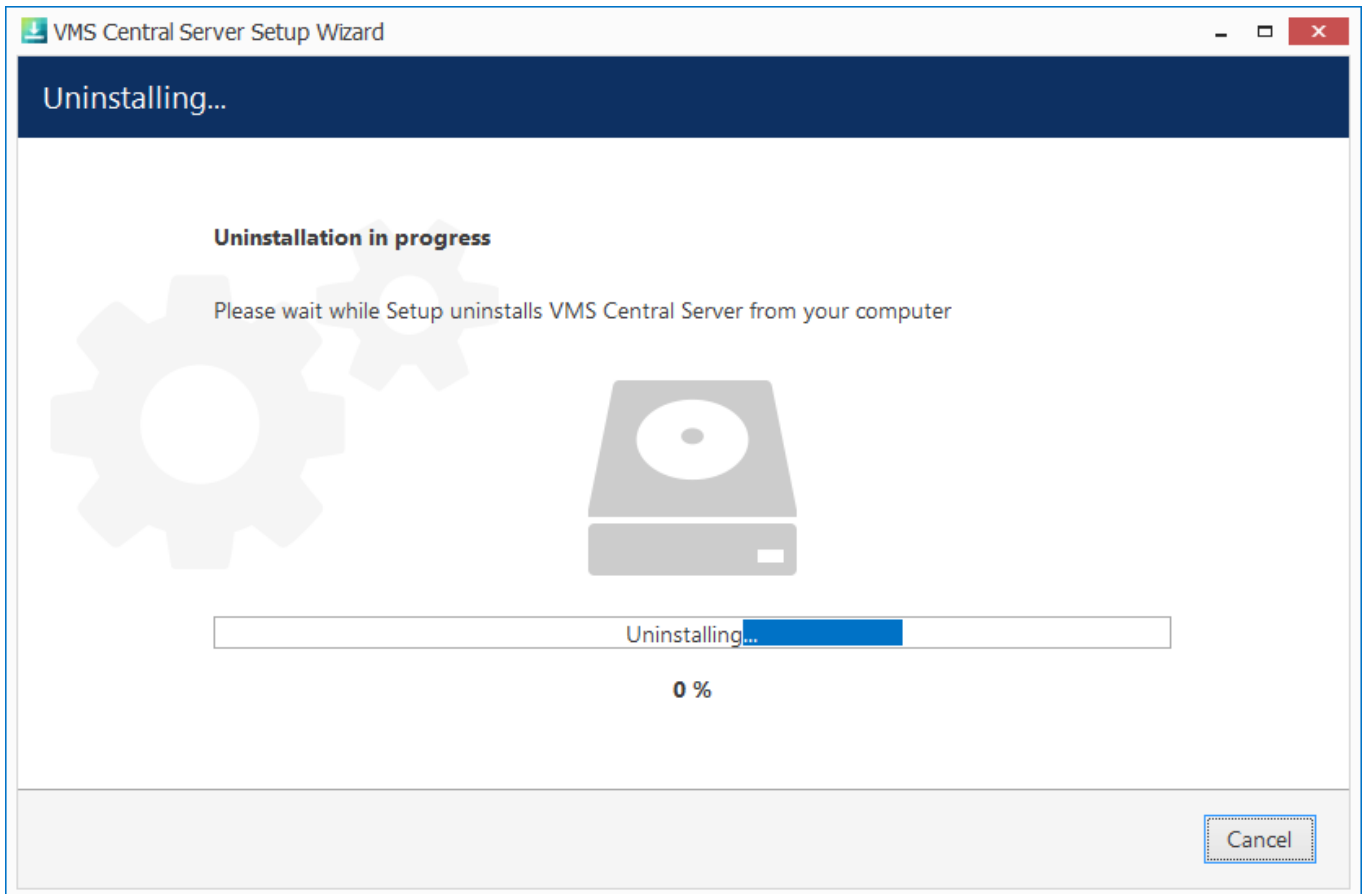 VMS Central Server Setup Wizard
Uninstalling...
Uninstallation in progress
Please wait while Setup uninstalls VMS Central Server from your computer
Uninstalling...
0 %
Cancel